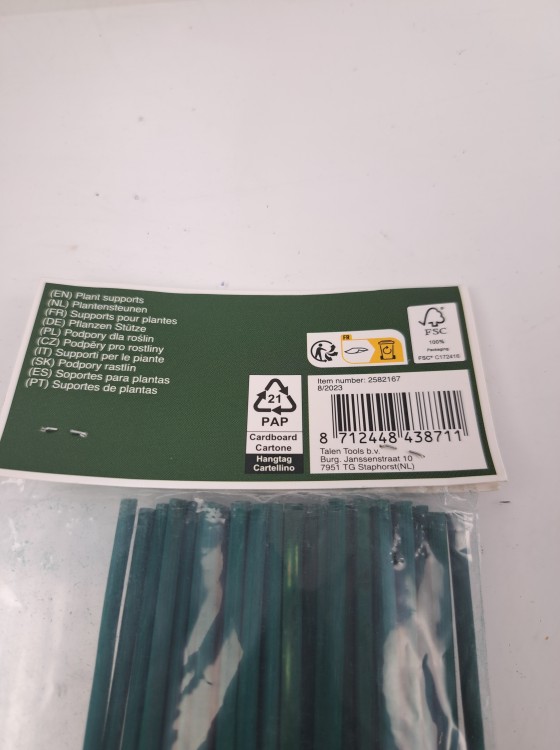 (EN) Plant supports
(NL) Plantensteunen
(FR) Supports pour plantes
(DE) Pflanzen Stütze
(PL) Podpory dla roślin
(CZ) Podpěry pro rostliny
(IT) Supporti per le piante
(SK) Podpory rastlín
(ES) Soportes para plantas
(PT) Suportes de plantas
FR
FSC
100%
Packaging
21
PAP
Cardboard
Cartone
Hangtag
Cartellino
Item number: 2582167
8/2023
8 712448 438711
Talen Tools b.v.
Burg. Janssenstraat 10
7951 TG Staphorst(NL)